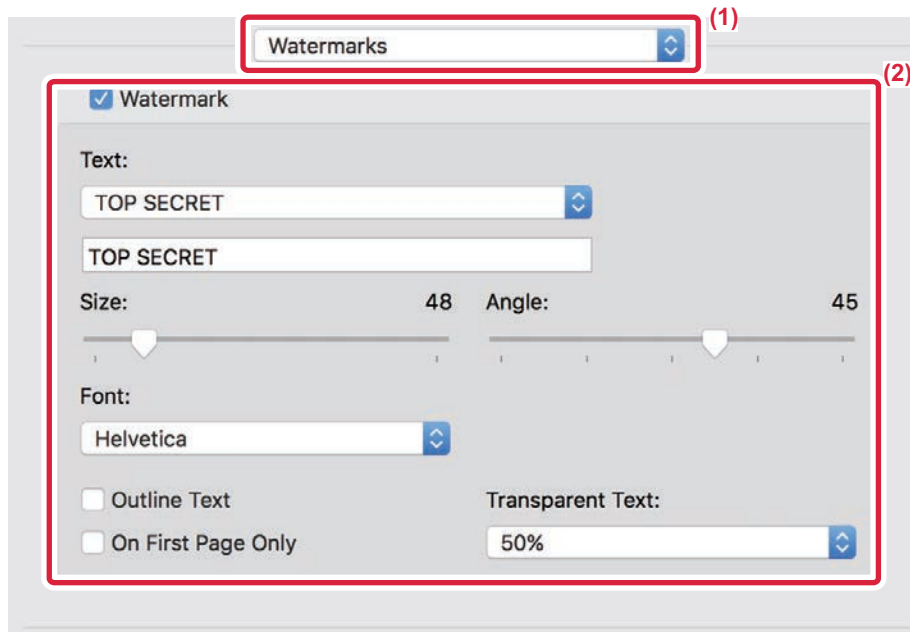 (1)
Watermarks
(2)
Watermark
Text:
TOP SECRET
TOP SECRET
Size: 48 Angle: 45
Font:
Helvetica
Outline Text Transparent Text:
On First Page Only 50%